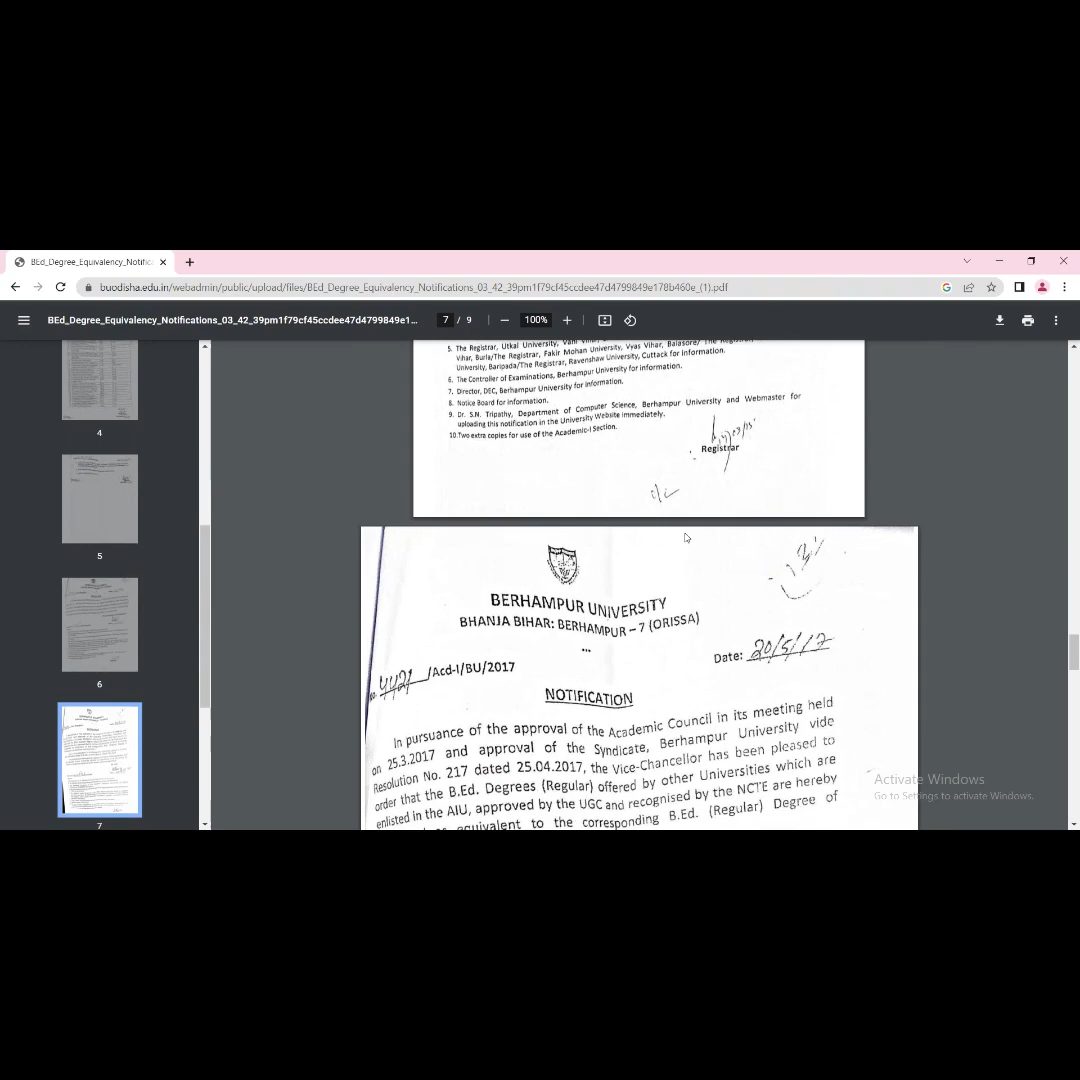 BEd_Degree_Equivalency_Notific
buodisha.edu.in/webadmin/public/upload/files/BEd_Degree_Equivalency_Notifications_03_42_39pm1f79cf45ccdee47d4799849e178b460e_(1).pdf
BEd_Degree_Equivalency_Notifications_03_42_39pm1f79cf45ccdee47d4799849e1...
7 / 9
100%
4
5
6
7
5. The Registrar, Utkal University, Vani Vihar,
Vihar, Burla/The Registrar, Fakir Mohan University, Vyas Vihar, Balasore/ The Registrar,
University, Baripada/The Registrar, Ravenshaw University, Cuttack for information.
6. The Controller of Examinations, Berhampur University for information.
7. Director, DEC, Berhampur University for information.
8. Notice Board for information.
9. Dr. S.N. Tripathy, Department of Computer Science, Berhampur University and Webmaster for
uploading this notification in the University Website immediately.
10.Two extra copies for use of the Academic-I Section.
Registrar
BERHAMPUR UNIVERSITY
BHANJA BIHAR: BERHAMPUR – 7 (ORISSA)
...
No. 4421 /Acd-I/BU/2017
Date: 20/5/17
NOTIFICATION
In pursuance of the approval of the Academic Council in its meeting held
on 25.3.2017 and approval of the Syndicate, Berhampur University vide
Resolution No. 217 dated 25.04.2017, the Vice-Chancellor has been pleased to
order that the B.Ed. Degrees (Regular) offered by other Universities which are
enlisted in the AIU, approved by the UGC and recognised by the NCTE are hereby
equivalent to the corresponding B.Ed. (Regular) Degree of
Activate Windows
Go to Settings to activate Windows.